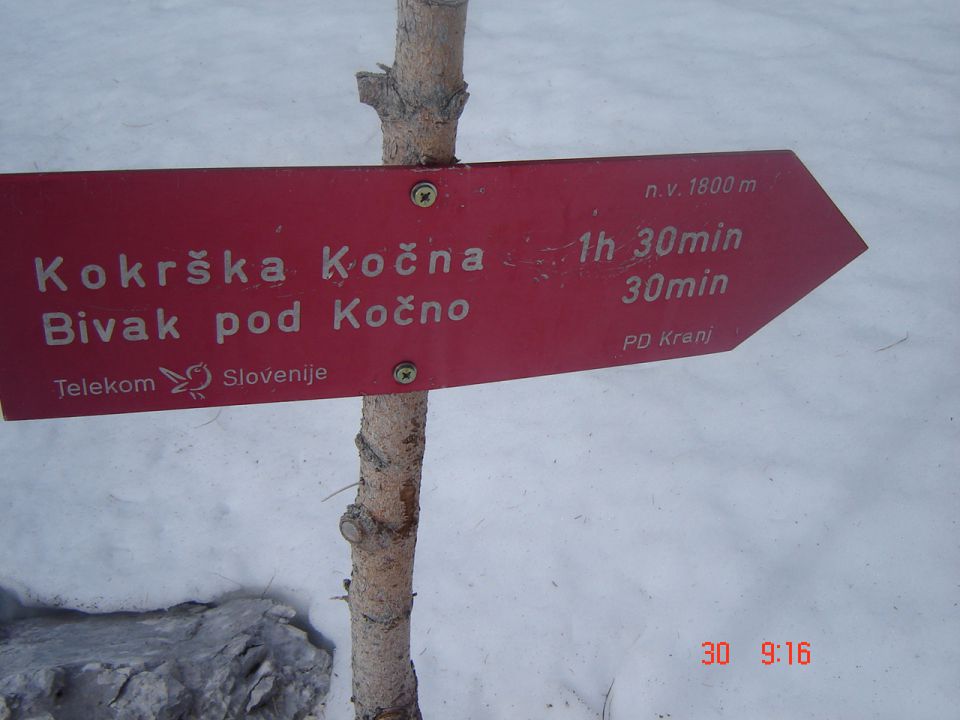 n.v. 1800 m
Kokrška Kočna 1h 30min
Bivak pod Kočno 30min
PD Kranj
Telekom Slovenije
30 9:16